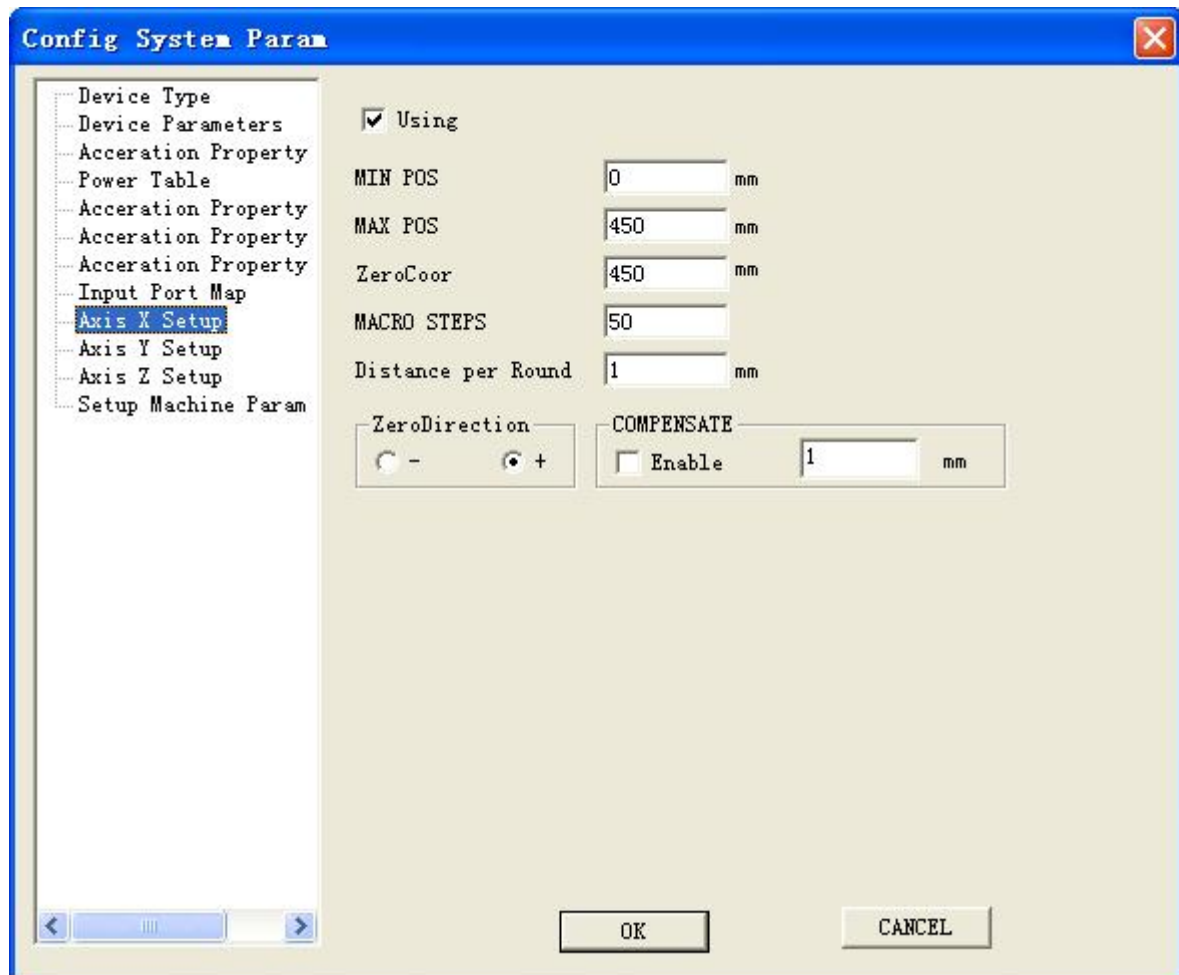 Config System Param
Device Type
Device Parameters
Acceration Property
Power Table
Acceration Property
Acceration Property
Acceration Property
Input Port Map
Axis X Setup
Axis Y Setup
Axis Z Setup
Setup Machine Param
Using
MIN POS 0 mm
MAX POS 450 mm
ZeroCoor 450 mm
MACRO STEPS 50
Distance per Round 1 mm
ZeroDirection
- +
COMPENSATE
Enable 1 mm
OK CANCEL